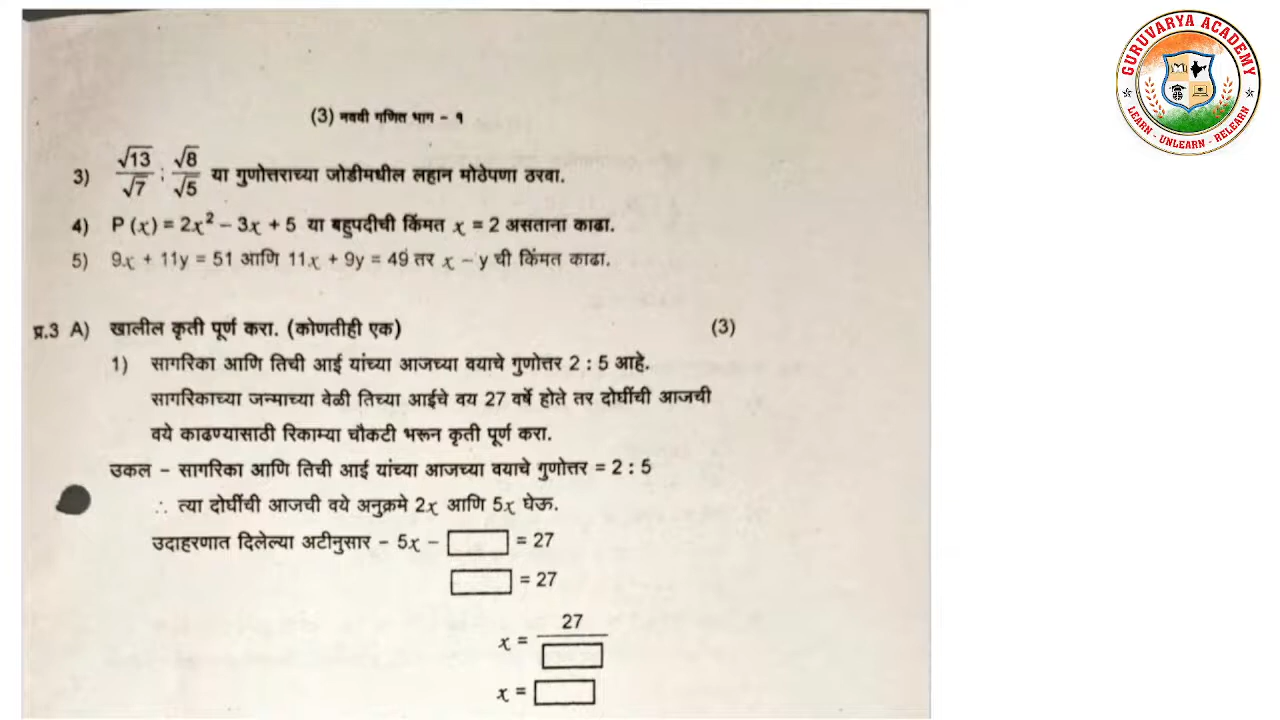 GURUVARYA ACADEMY
LEARN - UNLEARN - RELEARN
(3) नववी गणित भाग - १
3) √13/√7 ; √8/√5 या गुणोत्तराच्या जोडीमधील लहान मोठेपणा ठरवा.
4) P (x) = 2x² – 3x + 5 या बहुपदीची किंमत x = 2 असताना काढा.
5) 9x + 11y = 51 आणि 11x + 9y = 49 तर x – y ची किंमत काढा.
प्र.3 A) खालील कृती पूर्ण करा. (कोणतीही एक) (3)
1) सागरिका आणि तिची आई यांच्या आजच्या वयाचे गुणोत्तर 2 : 5 आहे.
सागरिकाच्या जन्माच्या वेळी तिच्या आईचे वय 27 वर्षे होते तर दोघींची आजची
वये काढण्यासाठी रिकाम्या चौकटी भरून कृती पूर्ण करा.
उकल – सागरिका आणि तिची आई यांच्या आजच्या वयाचे गुणोत्तर = 2 : 5
∴ त्या दोघींची आजची वये अनुक्रमे 2x आणि 5x घेऊ.
उदाहरणात दिलेल्या अटीनुसार – 5x – = 27
= 27
x = 27/
x =